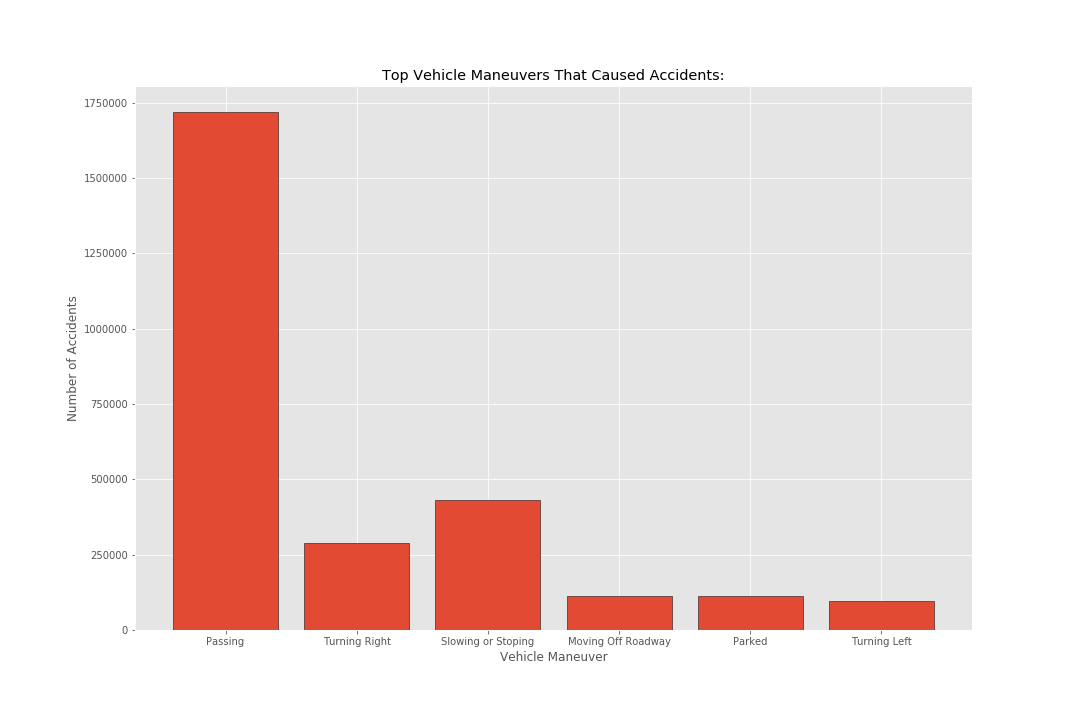 Top Vehicle Maneuvers That Caused Accidents:
1750000
1500000
1250000
1000000
750000
500000
250000
0
Number of Accidents
Passing
Turning Right
Slowing or Stoping
Moving Off Roadway
Parked
Turning Left
Vehicle Maneuver